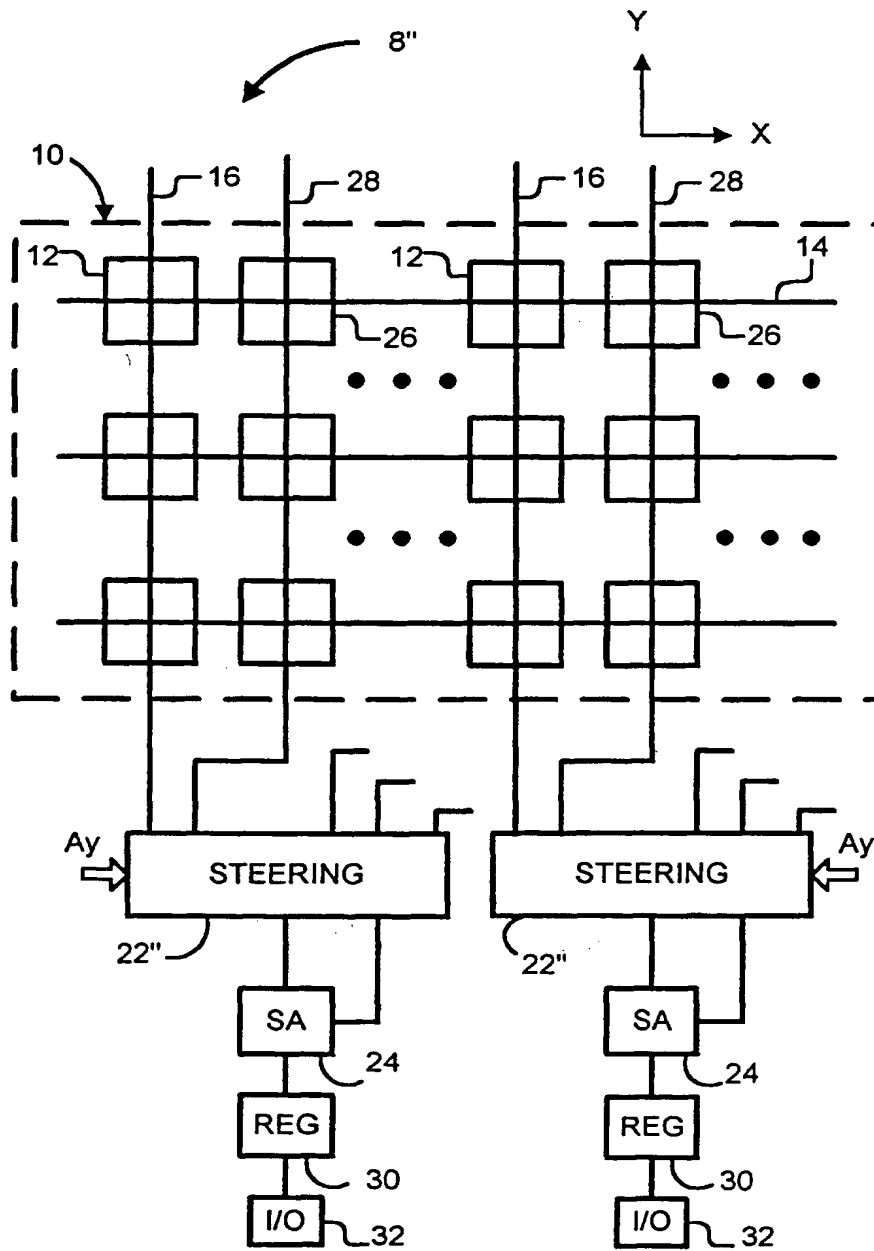 8" Y
X
10 16 28 16 28
12 12 14
26 26
Ay STEERING STEERING Ay
22" 22"
SA SA
24 24
REG REG
30 30
I/O 32 I/O 32